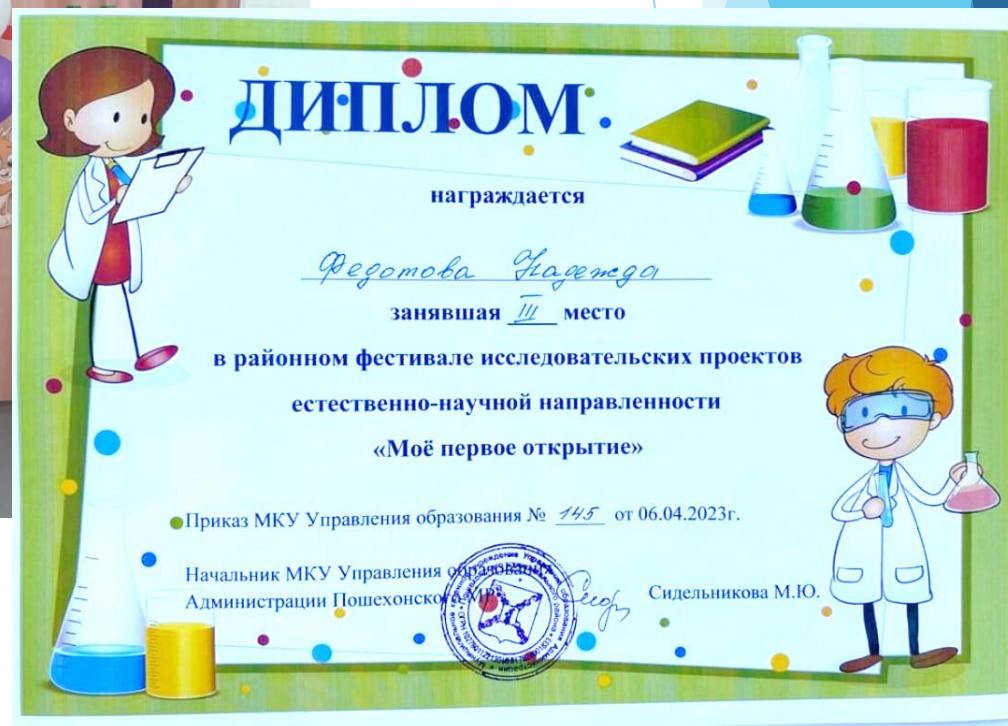 ДИПЛОМ
награждается
Федотова Надежда
занявшая III место
в районном фестивале исследовательских проектов
естественно-научной направленности
«Моё первое открытие»
Приказ МКУ Управления образования № 145 от 06.04.2023г.
Начальник МКУ Управления образования
Администрации Пошехонского МР Сидельникова М.Ю.